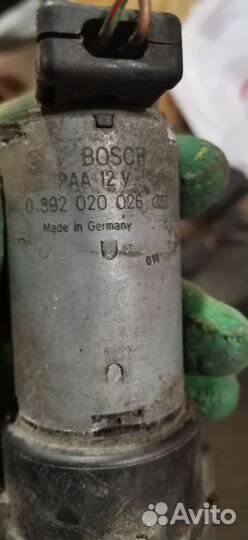 BOSCH
PAA 12 V
0 392 020 026
Made in Germany
Avito